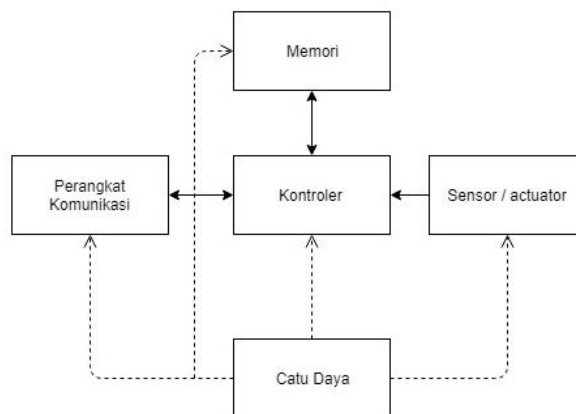 Memori
Perangkat
Komunikasi
Kontroler
Sensor / actuator
Catu Daya